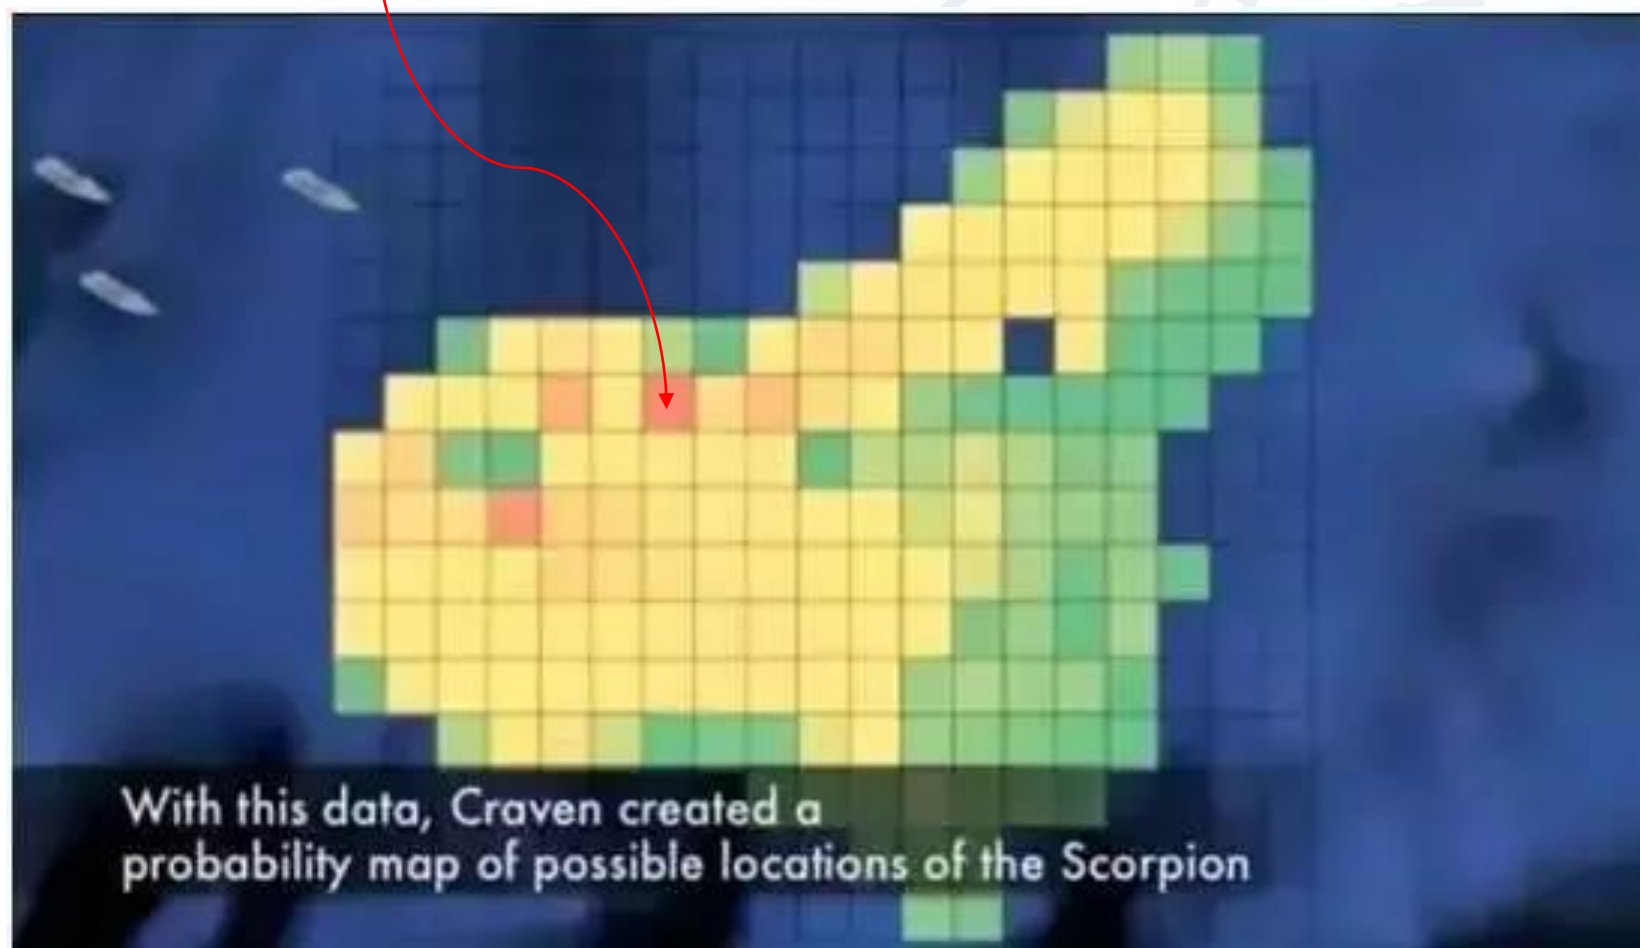 With this data, Craven created a
probability map of possible locations of the Scorpion